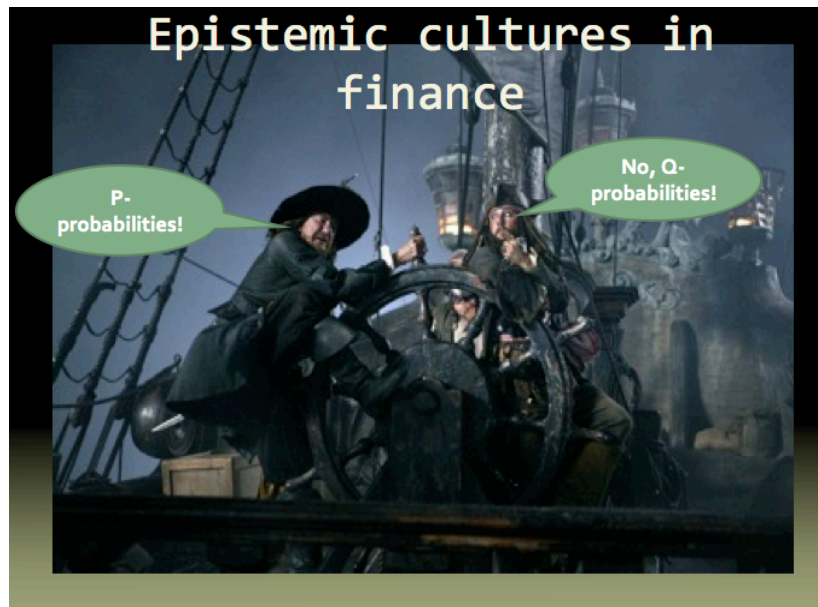 Epistemic cultures in
finance
P-
probabilities!
No, Q-
probabilities!